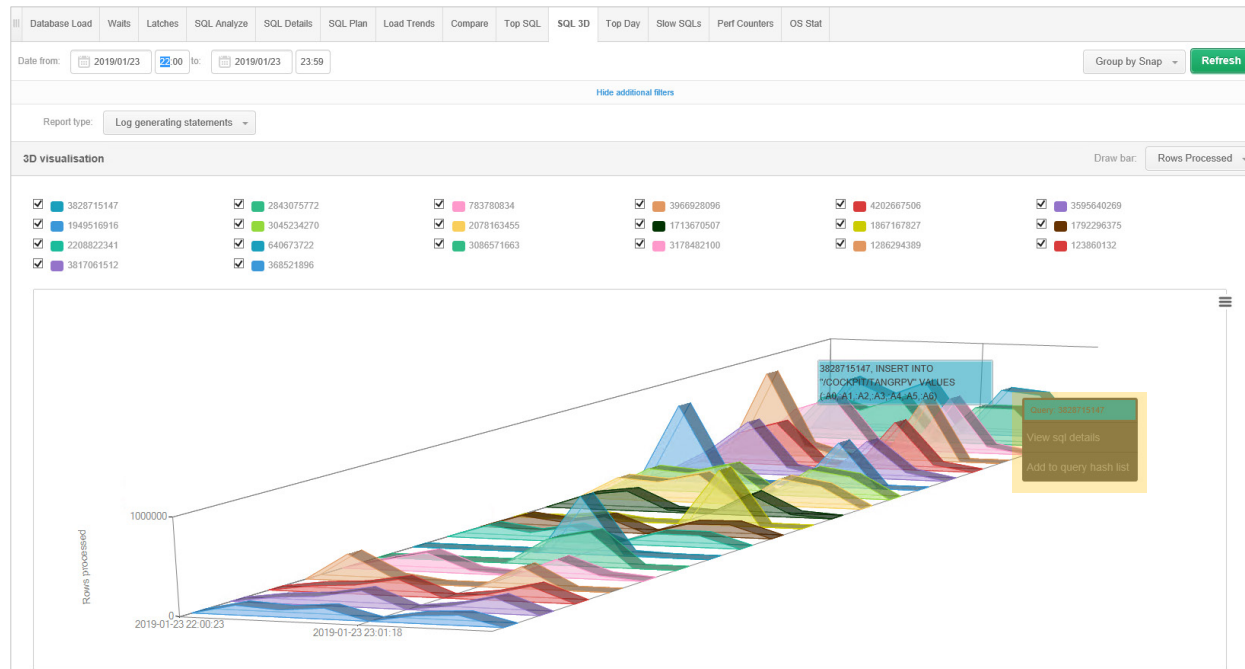 Database Load Waits Latches SQL Analyze SQL Details SQL Plan Load Trends Compare Top SQL SQL 3D Top Day Slow SQLs Perf Counters OS Stat
Date from: 2019/01/23 22:00 to: 2019/01/23 23:59 Group by Snap Refresh
Hide additional filters
Report type: Log generating statements
3D visualisation Draw bar: Rows Processed
3828715147 2843075772 783780834 3966928096 4202667506 3595640269
1949516916 3045234270 2078163455 1713670507 1867167827 1792296375
2208822341 640673722 3086571663 3178482100 1286294389 123860132
3817061512 368521896
3828715147, INSERT INTO
"/COCKPIT/TANGRPV" VALUES
(:A0,:A1,:A2,:A3,:A4,:A5,:A6)
Query: 3828715147
View sql details
Add to query hash list
1000000
Rows processed
0
2019-01-23 22:00:23
2019-01-23 23:01:18